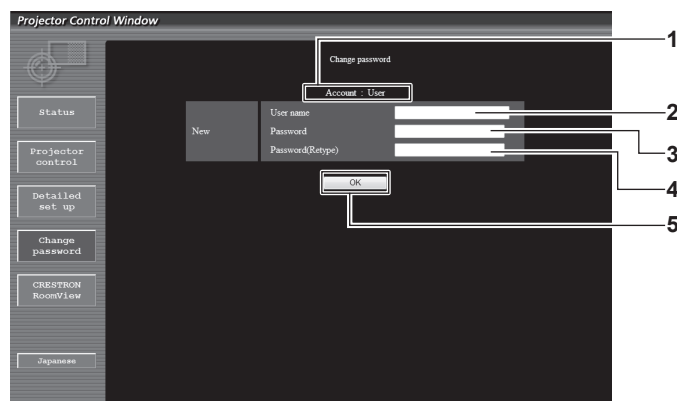 Projector Control Window
1
Change password
Account : User
Status
New
User name
2
Password
3
Password(Retype)
4
Projector
control
OK
5
Detailed
set up
Change
password
CRESTRON
RoomView
Japanese